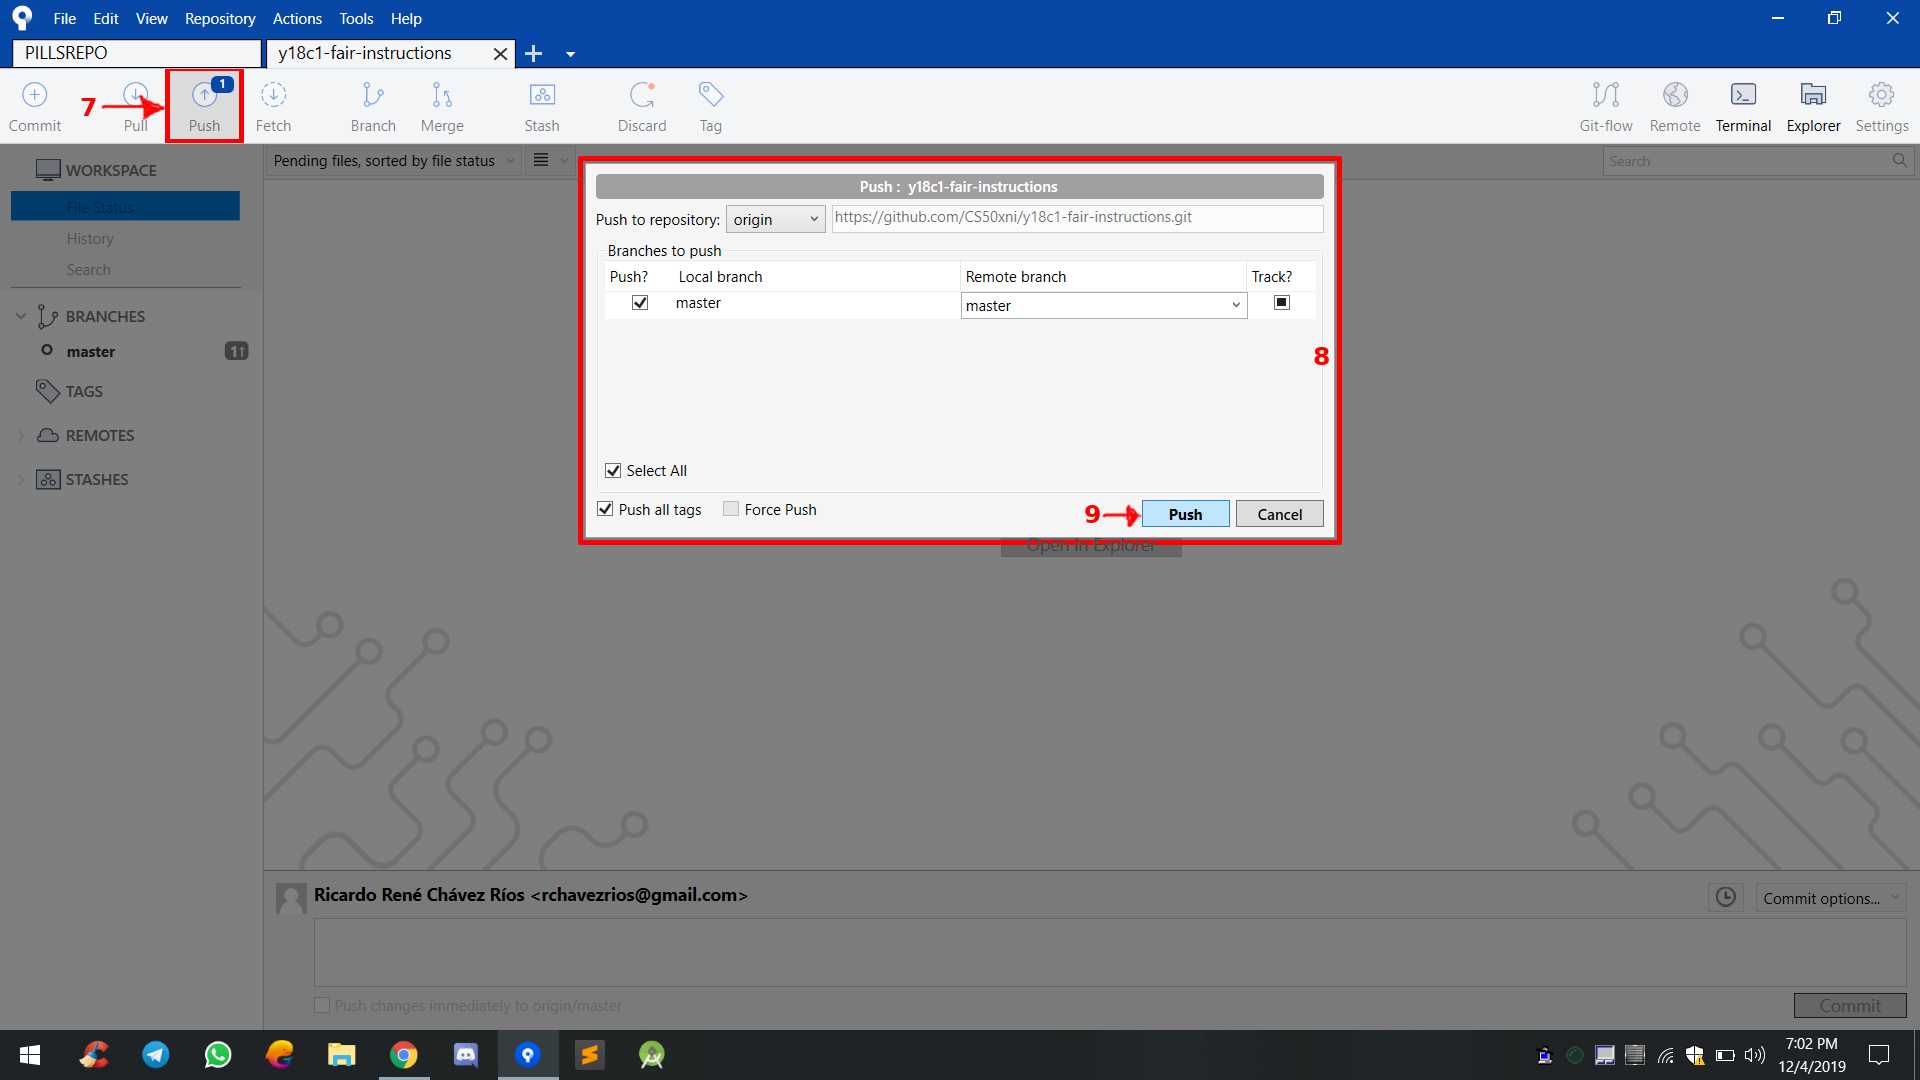 File Edit View Repository Actions Tools Help
PILLSREPO
y18c1-fair-instructions
7
1
Commit Pull Push Fetch Branch Merge Stash Discard Tag Git-flow Remote Terminal Explorer Settings
WORKSPACE
File Status
History
Search
BRANCHES
master 1↑
TAGS
REMOTES
STASHES
Pending files, sorted by file status
Search
Push : y18c1-fair-instructions
Push to repository: origin https://github.com/CS50xni/y18c1-fair-instructions.git
Branches to push
Push? Local branch Remote branch Track?
master master
8
Select All
Push all tags Force Push
9 Push Cancel
Open in Explorer
Ricardo René Chávez Ríos <rchavezrios@gmail.com>
Commit options...
Push changes immediately to origin/master
Commit
7:02 PM
12/4/2019